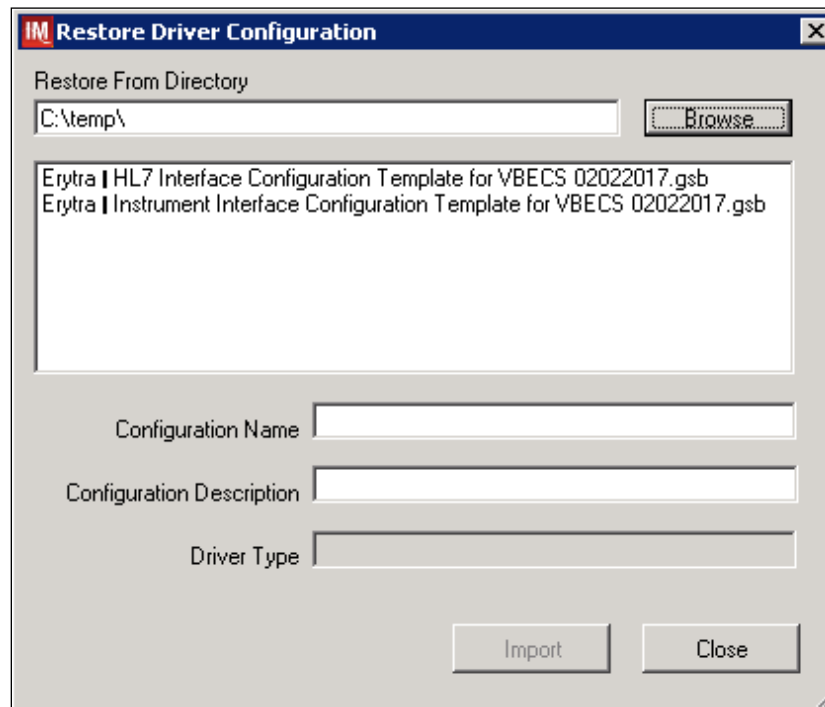 IM Restore Driver Configuration
Restore From Directory
C:\temp\
Browse
Erytra | HL7 Interface Configuration Template for VBECS 02022017.gsb
Erytra | Instrument Interface Configuration Template for VBECS 02022017.gsb
Configuration Name
Configuration Description
Driver Type
Import
Close